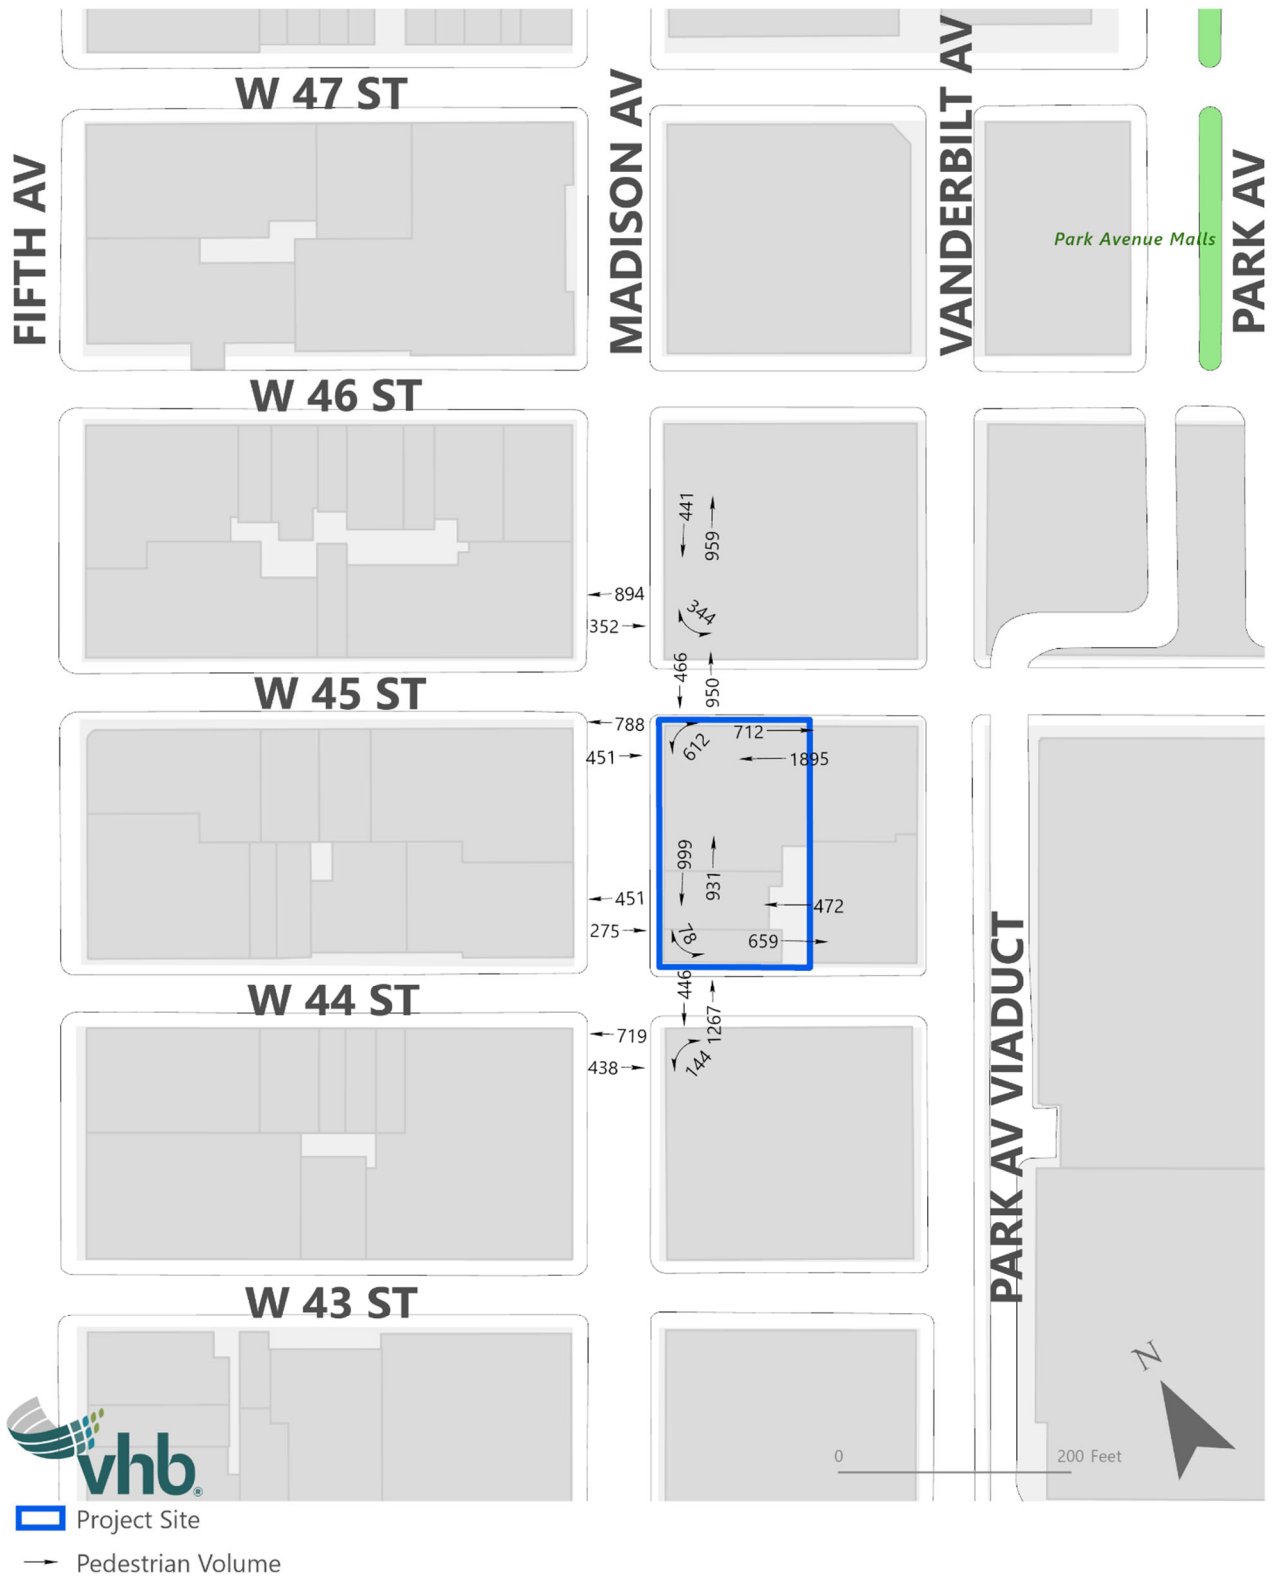 W 47 ST
FIFTH AV
MADISON AV
VANDERBILT AV
PARK AV
Park Avenue Malls
W 46 ST
441
959
894
344
352
466
950
W 45 ST
788
612
712
451
1895
999
931
451
472
275
78
659
446
W 44 ST
1267
719
144
438
PARK AV VIADUCT
W 43 ST
N
0 200 Feet
vhb®
Project Site
Pedestrian Volume